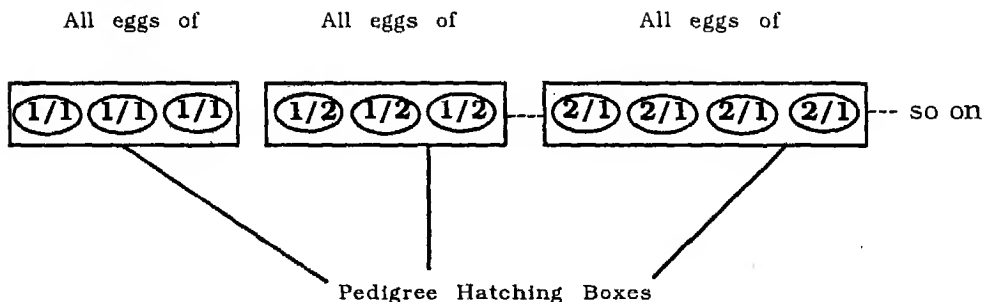 All eggs of All eggs of All eggs of
1/1 1/1 1/1 1/2 1/2 1/2 2/1 2/1 2/1 2/1 so on
Pedigree Hatching Boxes